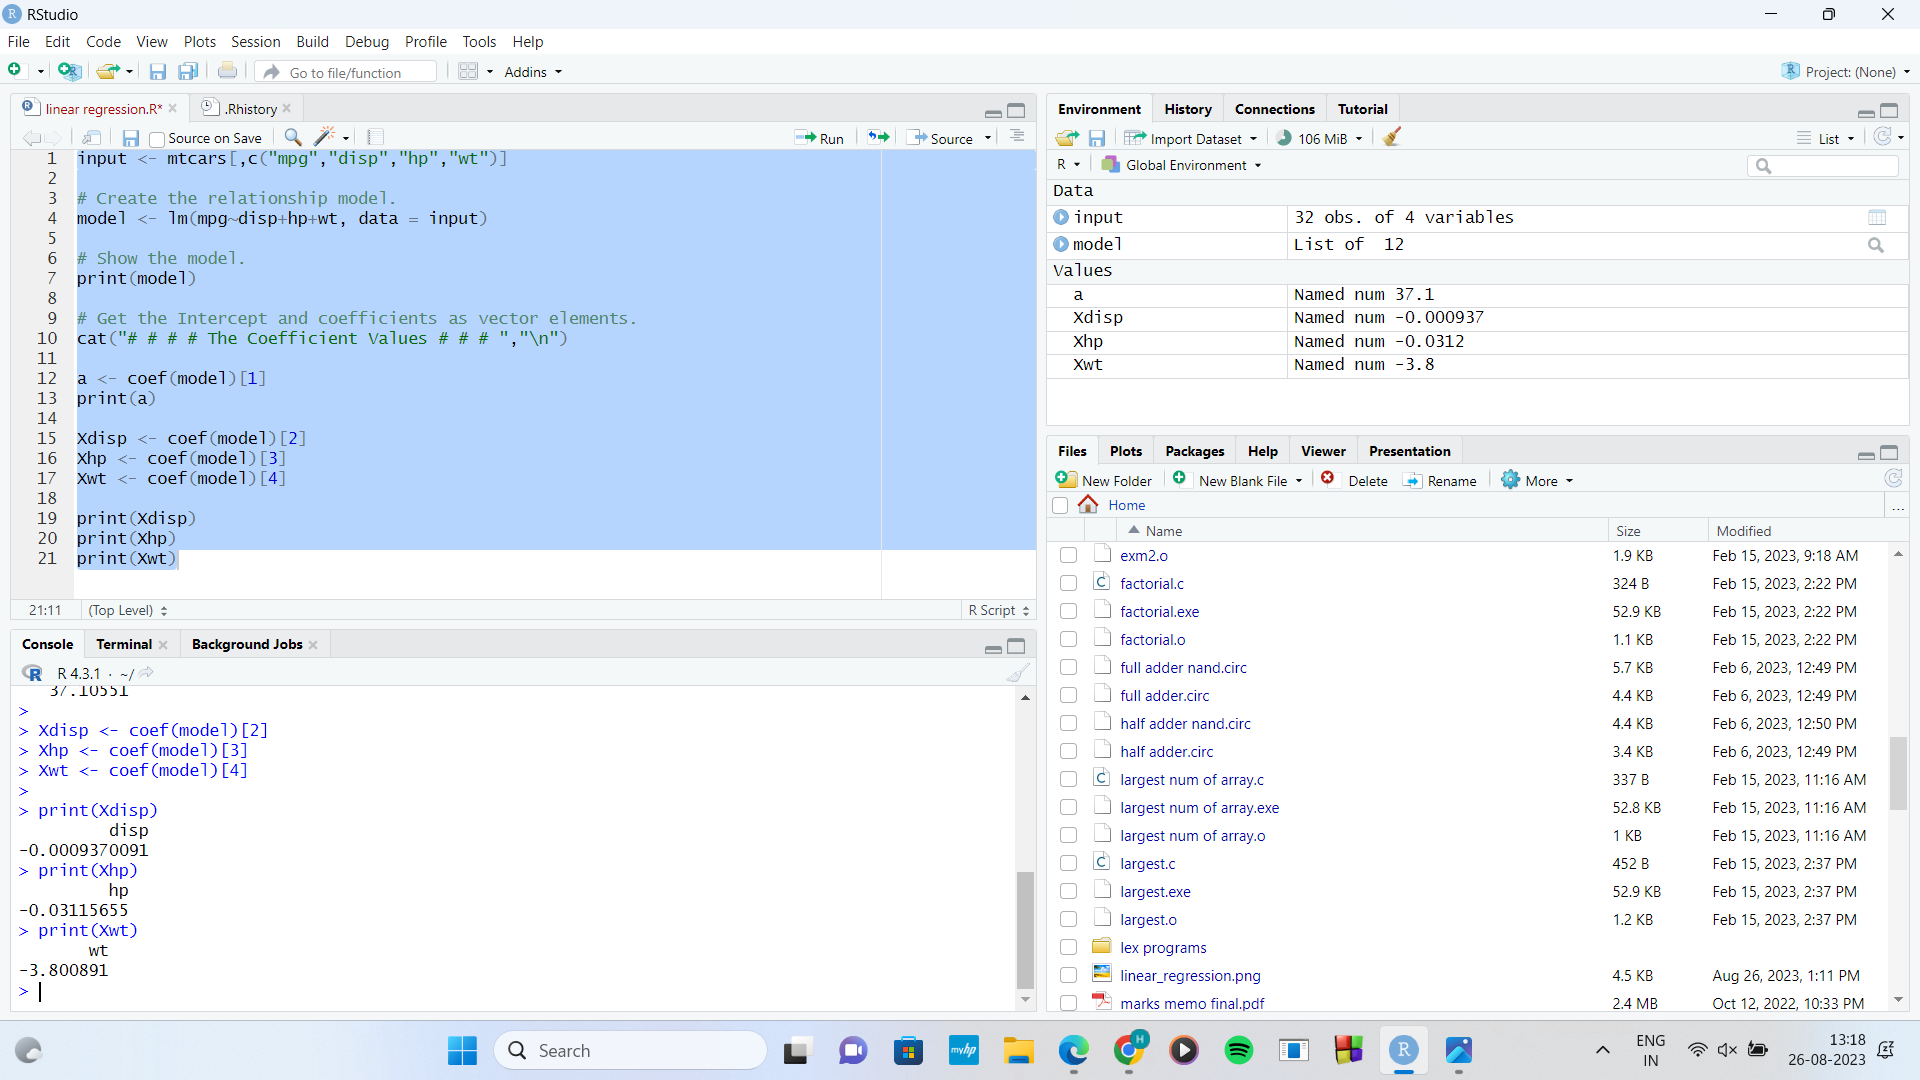 RStudio
File Edit Code View Plots Session Build Debug Profile Tools Help
Go to file/function Addins Project: (None)
linear regression.R* .Rhistory
Source on Save Run Source
1 input <- mtcars[,c("mpg","disp","hp","wt")]
2
3 # Create the relationship model.
4 model <- lm(mpg~disp+hp+wt, data = input)
5
6 # Show the model.
7 print(model)
8
9 # Get the Intercept and coefficients as vector elements.
10 cat("# # # # The Coefficient Values # # # ","\n")
11
12 a <- coef(model)[1]
13 print(a)
14
15 Xdisp <- coef(model)[2]
16 Xhp <- coef(model)[3]
17 Xwt <- coef(model)[4]
18
19 print(Xdisp)
20 print(Xhp)
21 print(Xwt)
21:11 (Top Level) R Script
Console Terminal Background Jobs
R 4.3.1 · ~/
37.10551
>
> Xdisp <- coef(model)[2]
> Xhp <- coef(model)[3]
> Xwt <- coef(model)[4]
>
> print(Xdisp)
disp
-0.0009370091
> print(Xhp)
hp
-0.03115655
> print(Xwt)
wt
-3.800891
>
Environment History Connections Tutorial
Import Dataset 106 MiB List
R Global Environment
Data
input 32 obs. of 4 variables
model List of 12
Values
a Named num 37.1
Xdisp Named num -0.000937
Xhp Named num -0.0312
Xwt Named num -3.8
Files Plots Packages Help Viewer Presentation
New Folder New Blank File Delete Rename More
Home ...
Name Size Modified
exm2.o 1.9 KB Feb 15, 2023, 9:18 AM
factorial.c 324 B Feb 15, 2023, 2:22 PM
factorial.exe 52.9 KB Feb 15, 2023, 2:22 PM
factorial.o 1.1 KB Feb 15, 2023, 2:22 PM
full adder nand.circ 5.7 KB Feb 6, 2023, 12:49 PM
full adder.circ 4.4 KB Feb 6, 2023, 12:49 PM
half adder nand.circ 4.4 KB Feb 6, 2023, 12:50 PM
half adder.circ 3.4 KB Feb 6, 2023, 12:49 PM
largest num of array.c 337 B Feb 15, 2023, 11:16 AM
largest num of array.exe 52.8 KB Feb 15, 2023, 11:16 AM
largest num of array.o 1 KB Feb 15, 2023, 11:16 AM
largest.c 452 B Feb 15, 2023, 2:37 PM
largest.exe 52.9 KB Feb 15, 2023, 2:37 PM
largest.o 1.2 KB Feb 15, 2023, 2:37 PM
lex programs
linear_regression.png 4.5 KB Aug 26, 2023, 1:11 PM
marks memo final.pdf 2.4 MB Oct 12, 2022, 10:33 PM
Search myhp H R ENG 13:18
IN 26-08-2023